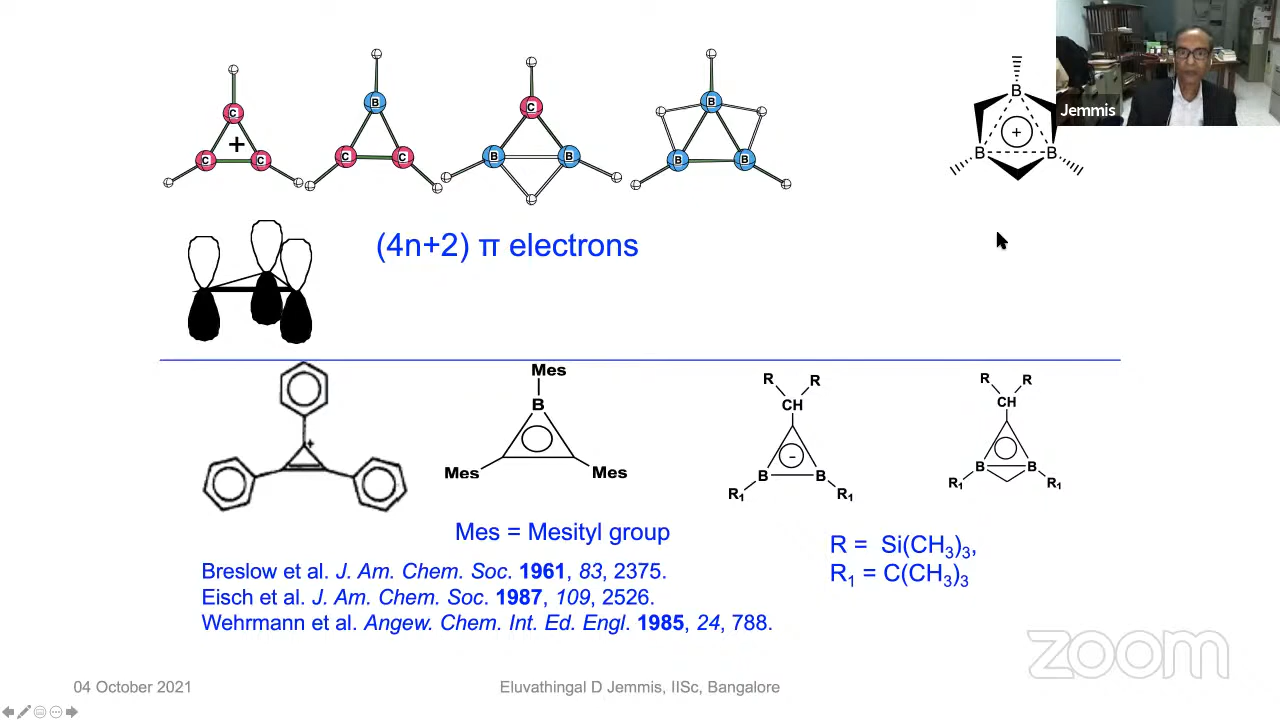 C
C
C
+
B
C
C
C
B
B
B
B
B
B
B
B
+
Jemmis
(4n+2) π electrons
+
Mes
B
Mes
Mes
R
R
CH
-
B
B
R₁
R₁
R
R
CH
B
B
R₁
R₁
Mes = Mesityl group
R = Si(CH₃)₃,
R₁ = C(CH₃)₃
Breslow et al. J. Am. Chem. Soc. 1961, 83, 2375.
Eisch et al. J. Am. Chem. Soc. 1987, 109, 2526.
Wehrmann et al. Angew. Chem. Int. Ed. Engl. 1985, 24, 788.
zoom
04 October 2021
Eluvathingal D Jemmis, IISc, Bangalore